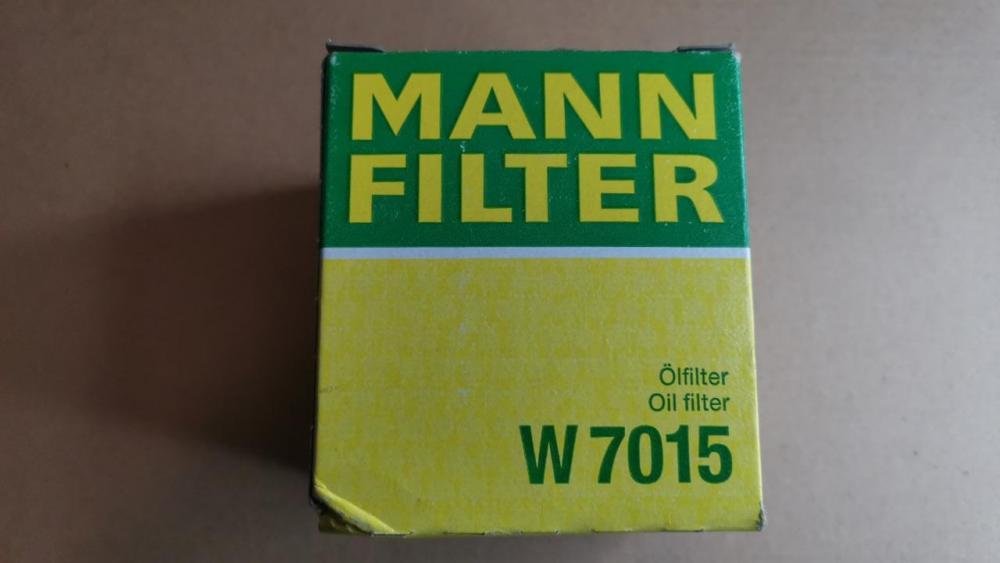 MANN
FILTER
Ölfilter
Oil filter
W 7015